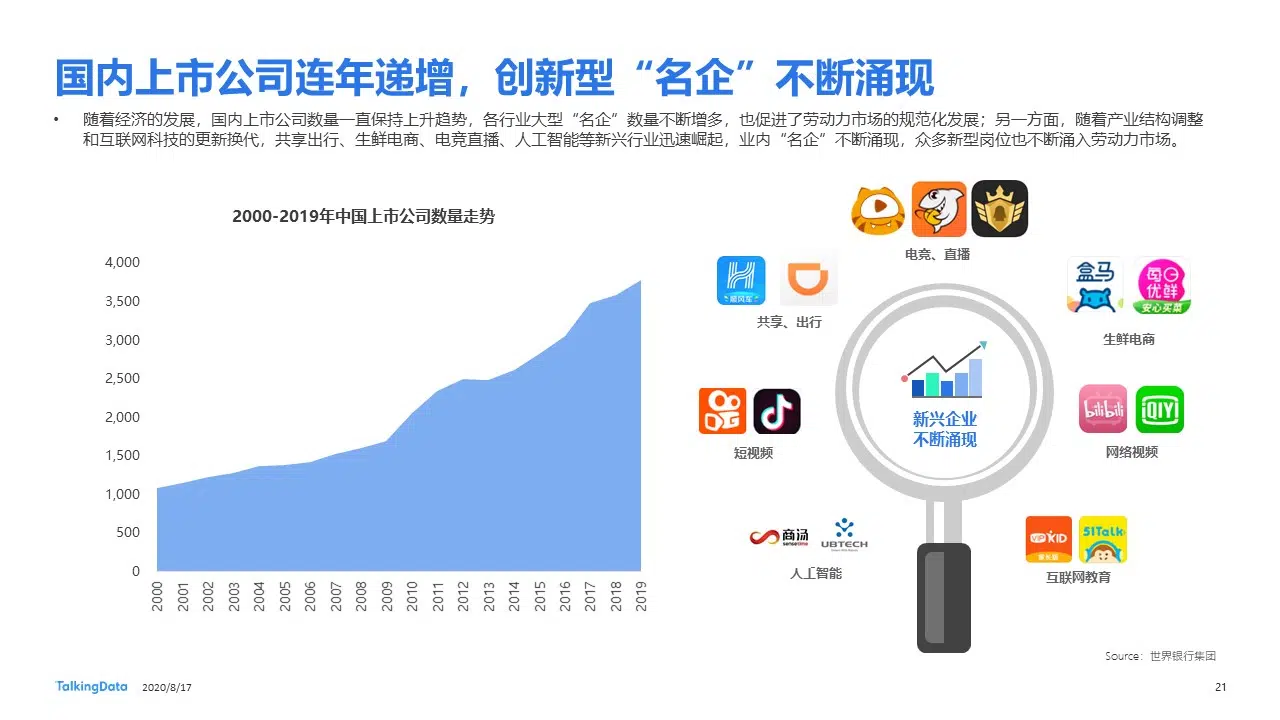 国内上市公司连年递增，创新型“名企”不断涌现
• 随着经济的发展，国内上市公司数量一直保持上升趋势，各行业大型“名企”数量不断增多，也促进了劳动力市场的规范化发展；另一方面，随着产业结构调整
和互联网科技的更新换代，共享出行、生鲜电商、电竞直播、人工智能等新兴行业迅速崛起，业内“名企”不断涌现，众多新型岗位也不断涌入劳动力市场。
2000-2019年中国上市公司数量走势
4,000
3,500
3,000
2,500
2,000
1,500
1,000
500
0
2000
2001
2002
2003
2004
2005
2006
2007
2008
2009
2010
2011
2012
2013
2014
2015
2016
2017
2018
2019
电竞、直播
顺风车
共享、出行
盒马
每日
优鲜
安心买菜
生鲜电商
短视频
新兴企业
不断涌现
bilibili
iQIY
网络视频
商汤
sensetime
UBTECH
人工智能
VIPKID
家长版
51Talk
互联网教育
Source：世界银行集团
TalkingData
2020/8/17
21